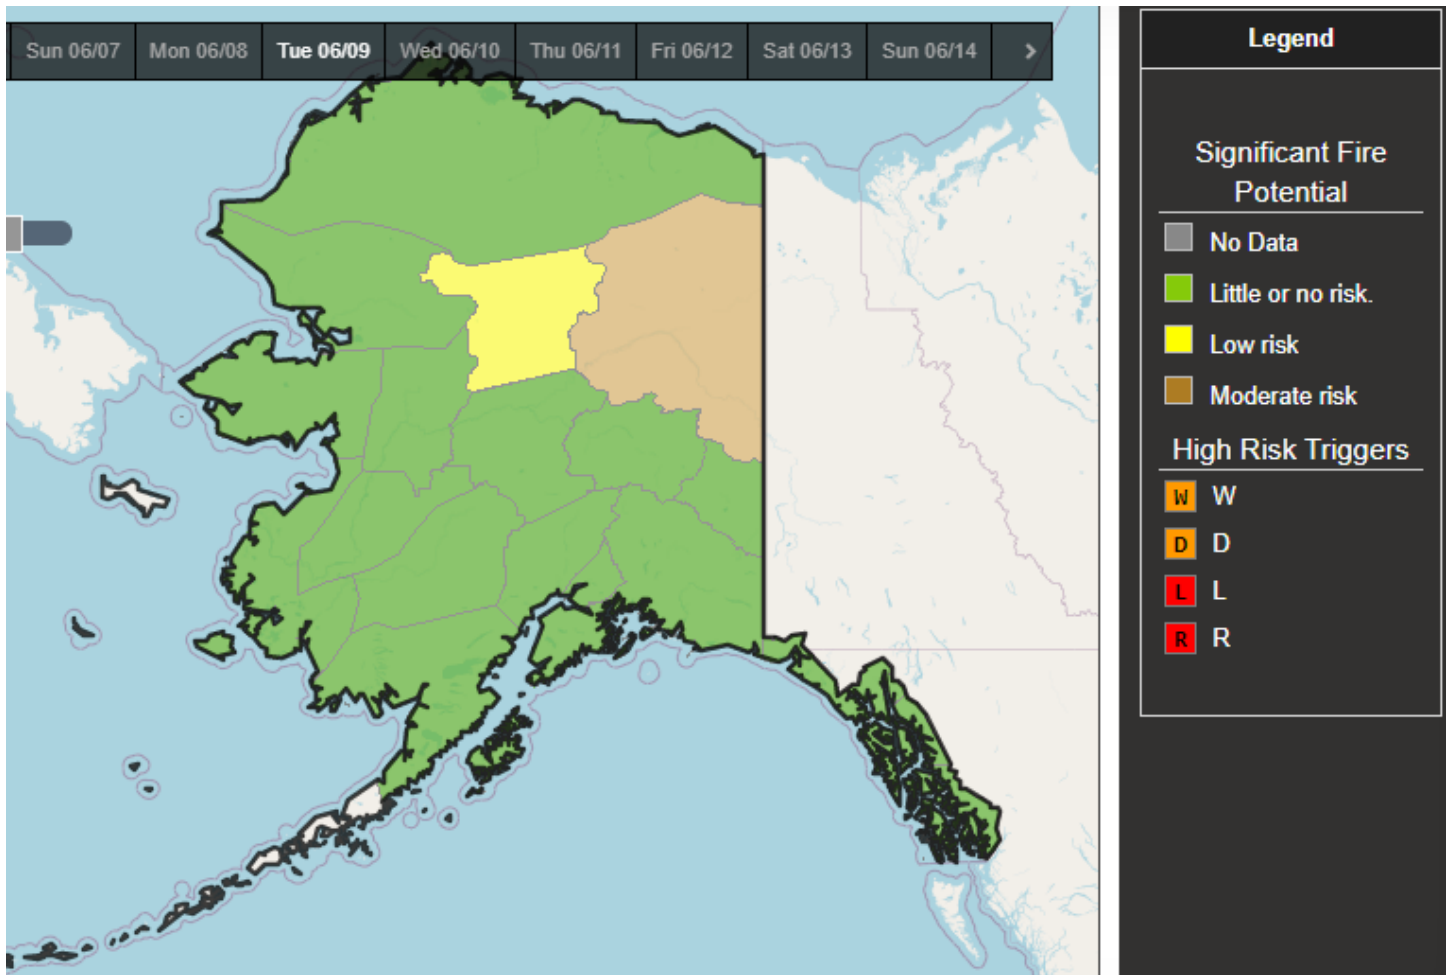 Sun 06/07 Mon 06/08 Tue 06/09 Wed 06/10 Thu 06/11 Fri 06/12 Sat 06/13 Sun 06/14 >
Legend
Significant Fire
Potential
No Data
Little or no risk.
Low risk
Moderate risk
High Risk Triggers
W W
D D
L L
R R